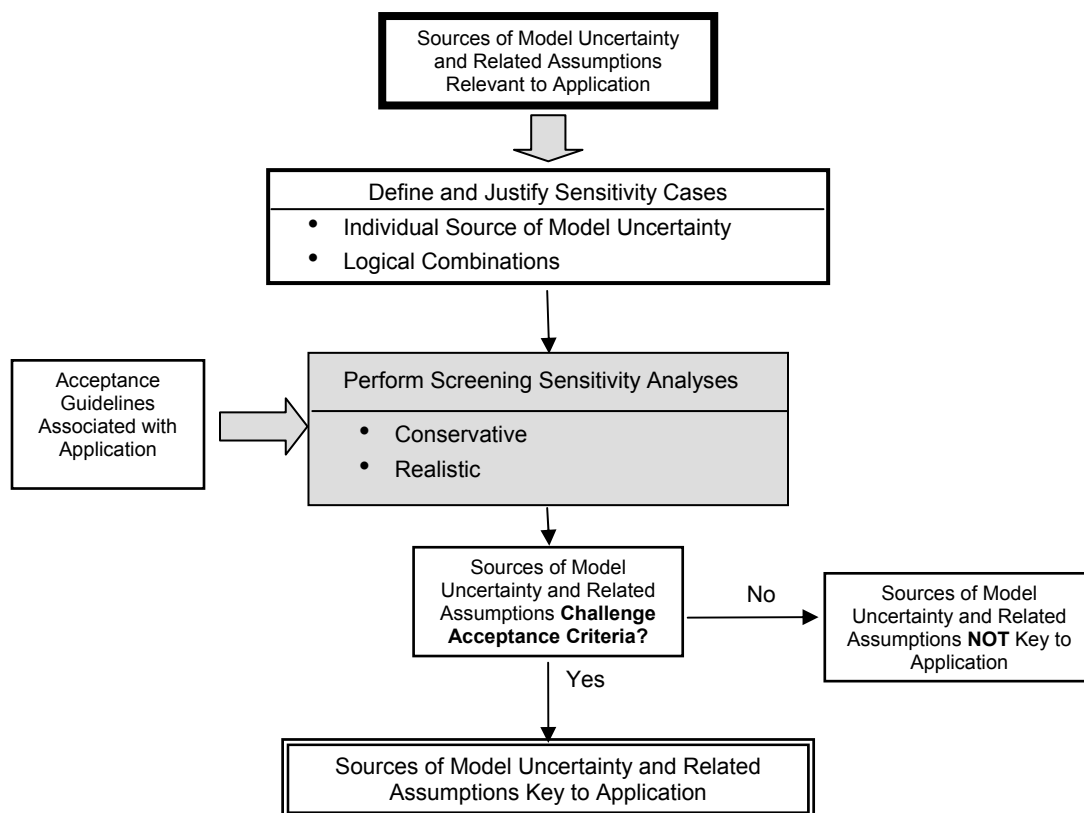 Sources of Model Uncertainty
and Related Assumptions
Relevant to Application
Define and Justify Sensitivity Cases
• Individual Source of Model Uncertainty
• Logical Combinations
Acceptance
Guidelines
Associated with
Application
Perform Screening Sensitivity Analyses
• Conservative
• Realistic
Sources of Model
Uncertainty and Related
Assumptions Challenge
Acceptance Criteria?
No
Sources of Model
Uncertainty and Related
Assumptions NOT Key to
Application
Yes
Sources of Model Uncertainty and Related
Assumptions Key to Application